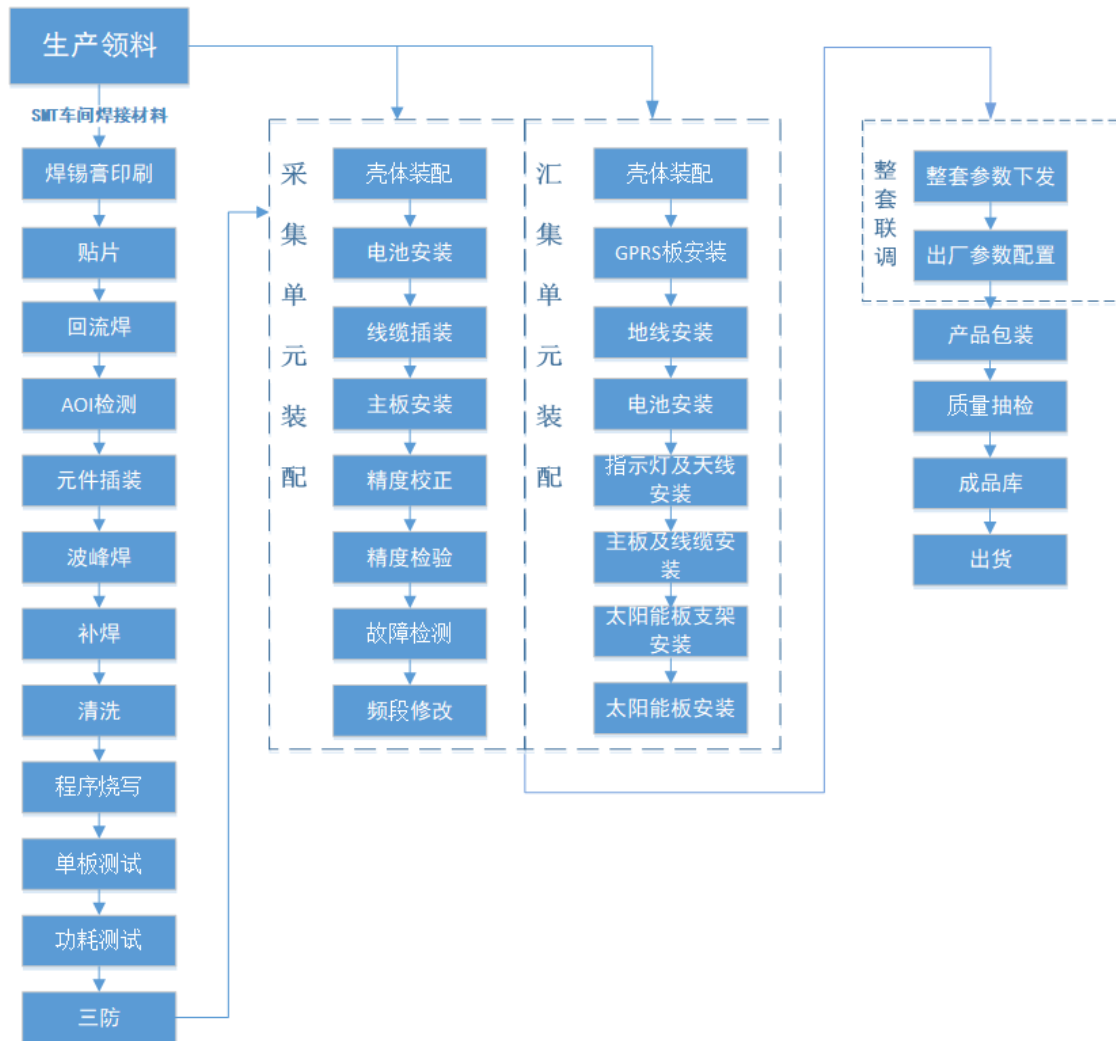 生产领料
SMT车间焊接材料
焊锡膏印刷
贴片
回流焊
AOI检测
元件插装
波峰焊
补焊
清洗
程序烧写
单板测试
功耗测试
三防
采集单元装配
壳体装配
电池安装
线缆插装
主板安装
精度校正
精度检验
故障检测
频段修改
汇集单元装配
壳体装配
GPRS板安装
地线安装
电池安装
指示灯及天线
安装
主板及线缆安
装
太阳能板支架
安装
太阳能板安装
整套联调
整套参数下发
出厂参数配置
产品包装
质量抽检
成品库
出货